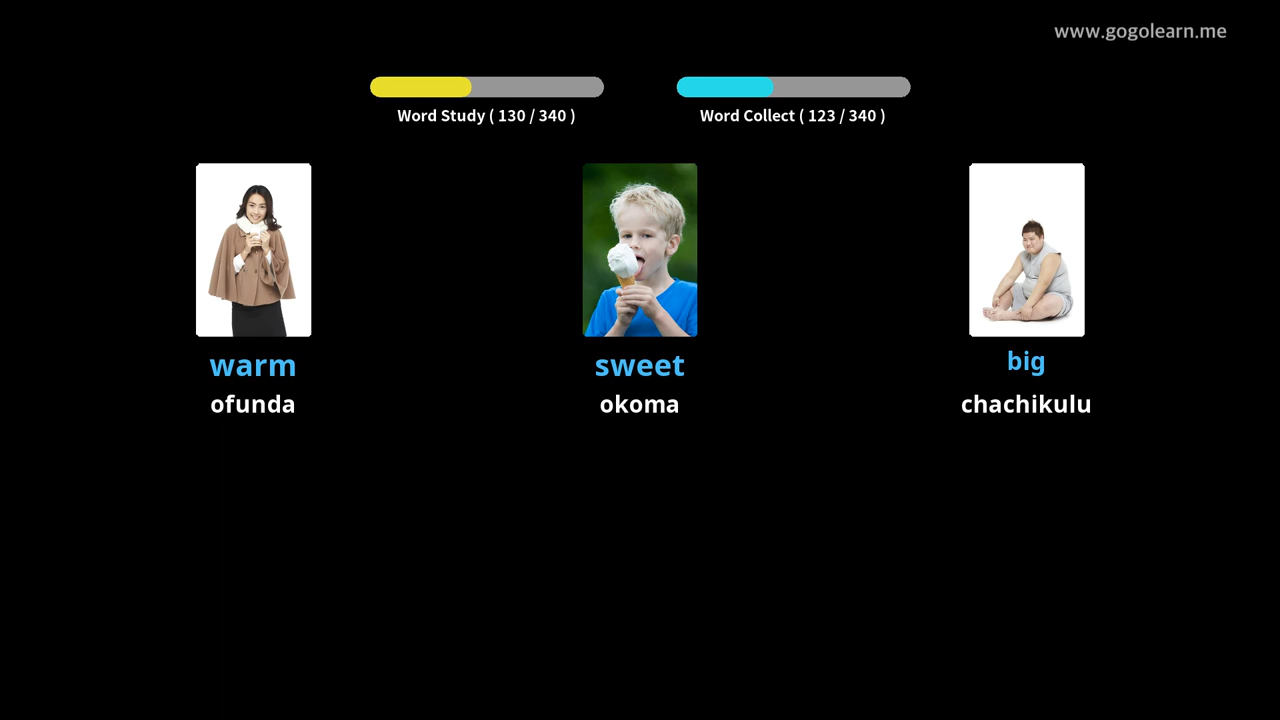 www.gogolearn.me
Word Study ( 130 / 340 )
Word Collect ( 123 / 340 )
warm
ofunda
sweet
okoma
big
chachikulu